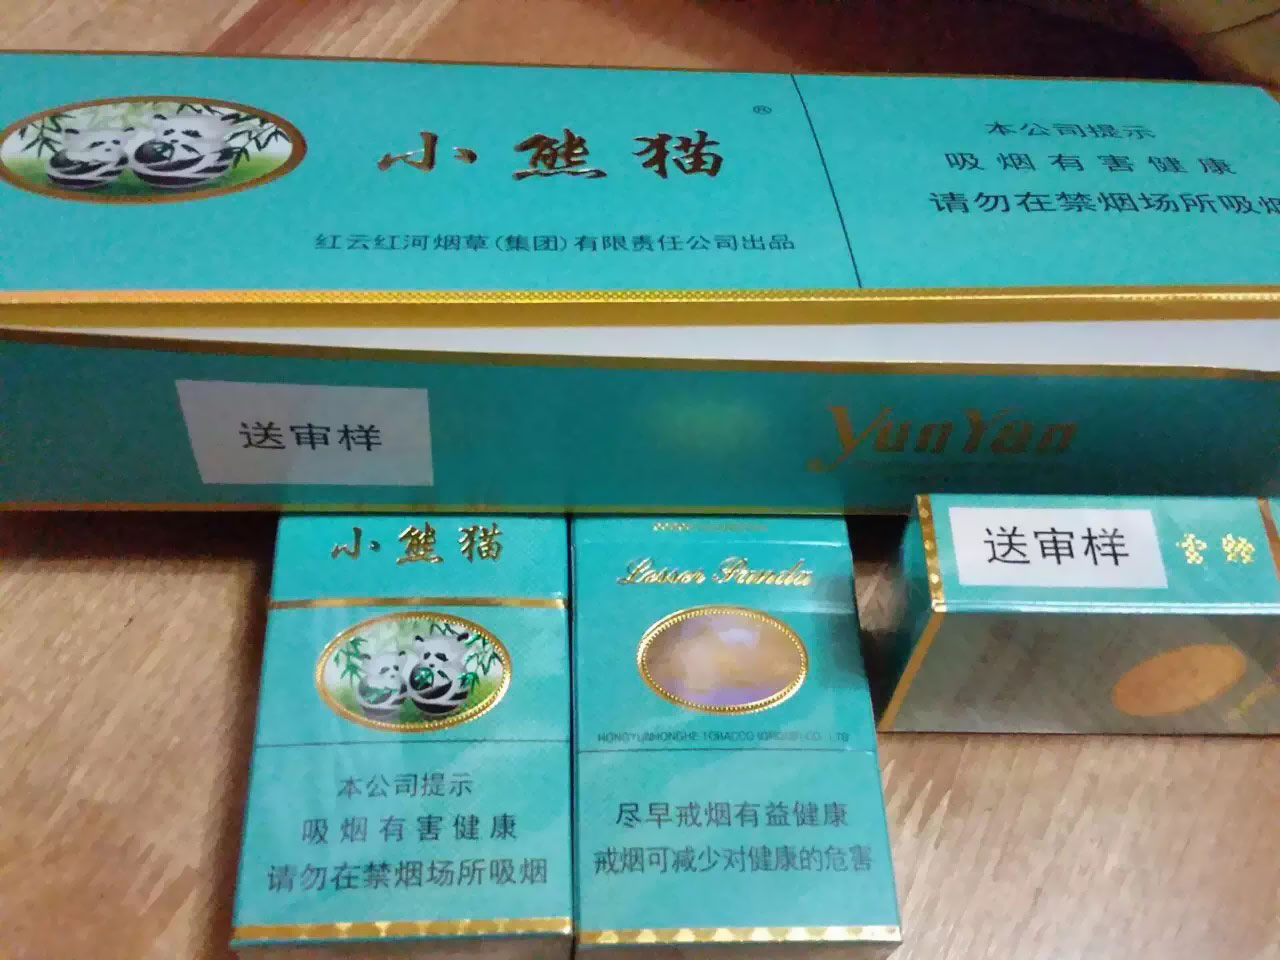 小熊猫®
本公司提示
吸烟有害健康
请勿在禁烟场所吸烟
红云红河烟草(集团)有限责任公司出品
送审样
YunYan
小熊猫
本公司提示
吸烟有害健康
请勿在禁烟场所吸烟
Lesser Panda
HONGYUNHONGHE TOBACCO (GROUP) CO., LTD
尽早戒烟有益健康
戒烟可减少对健康的危害
送审样
云烟